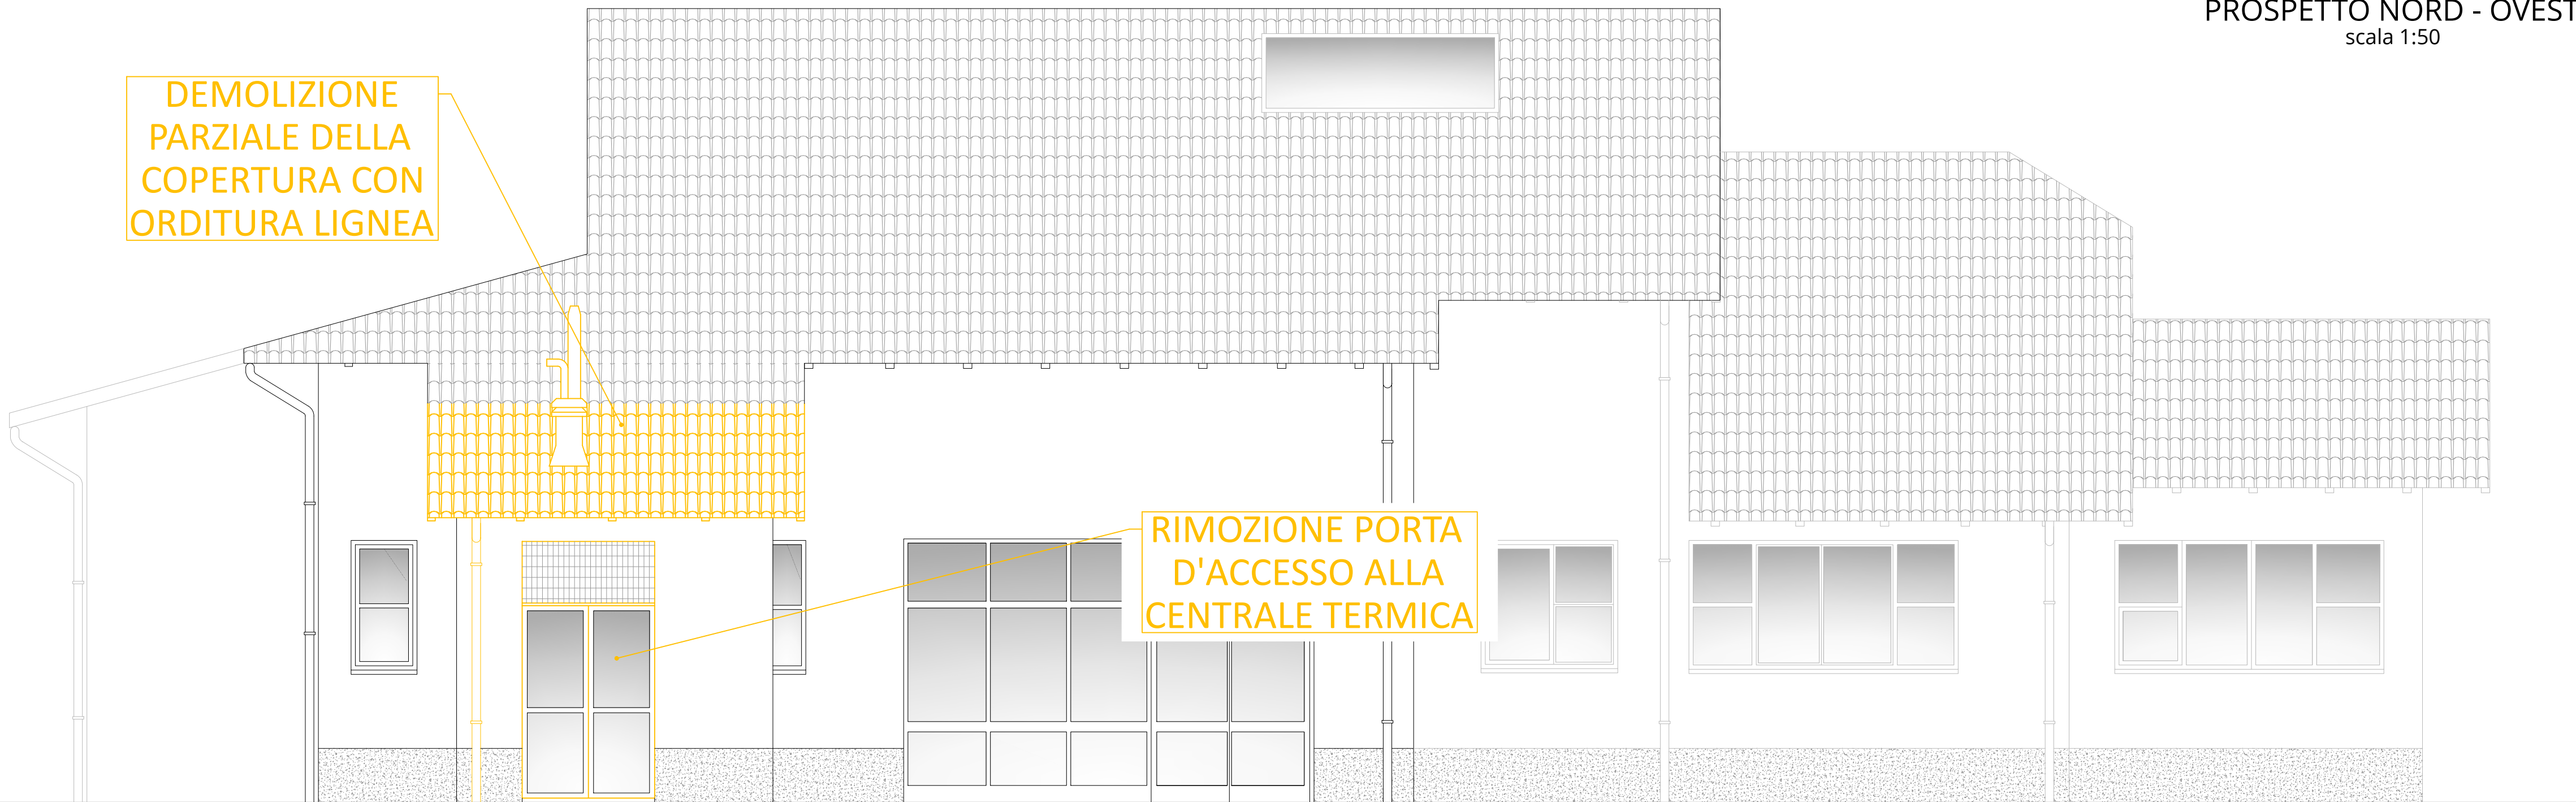 PROSPETTO NORD - OVEST
scala 1:50
DEMOLIZIONE
PARZIALE DELLA
COPERTURA CON
ORDITURA LIGNEA
RIMOZIONE PORTA
D'ACCESSO ALLA
CENTRALE TERMICA